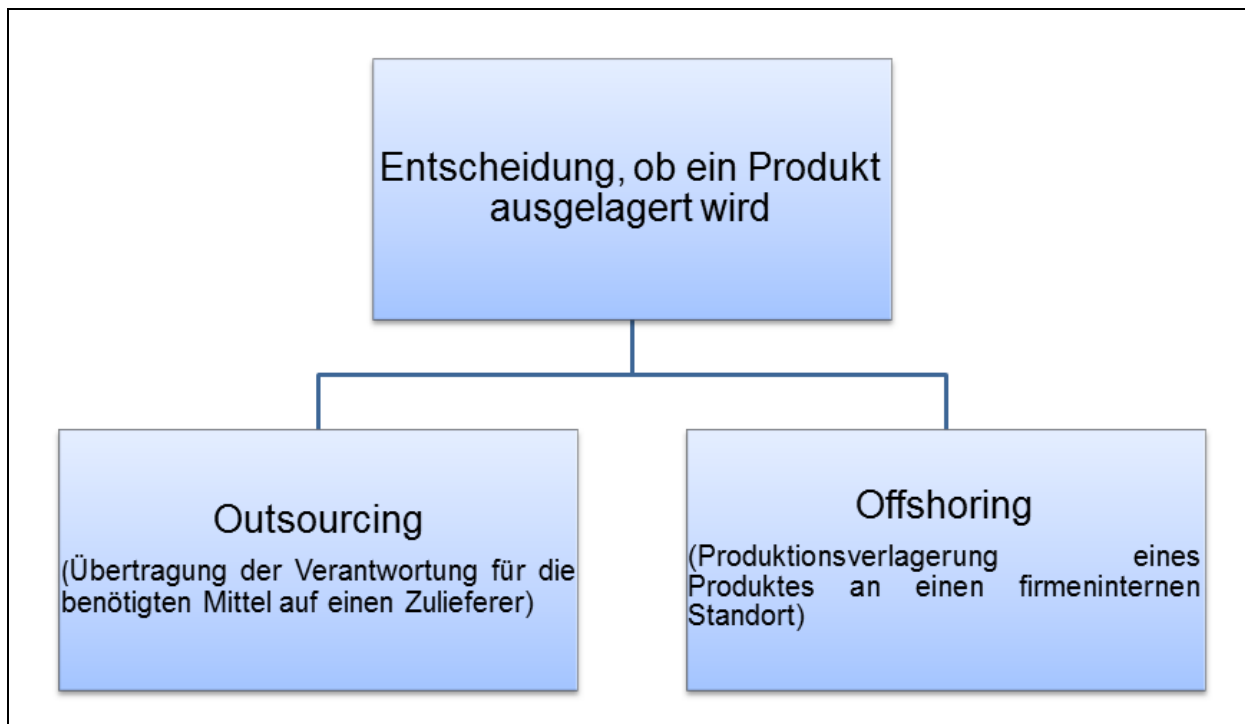 Entscheidung, ob ein Produkt
ausgelagert wird
Outsourcing
(Übertragung der Verantwortung für die
benötigten Mittel auf einen Zulieferer)
Offshoring
(Produktionsverlagerung eines
Produktes an einen firmeninternen
Standort)